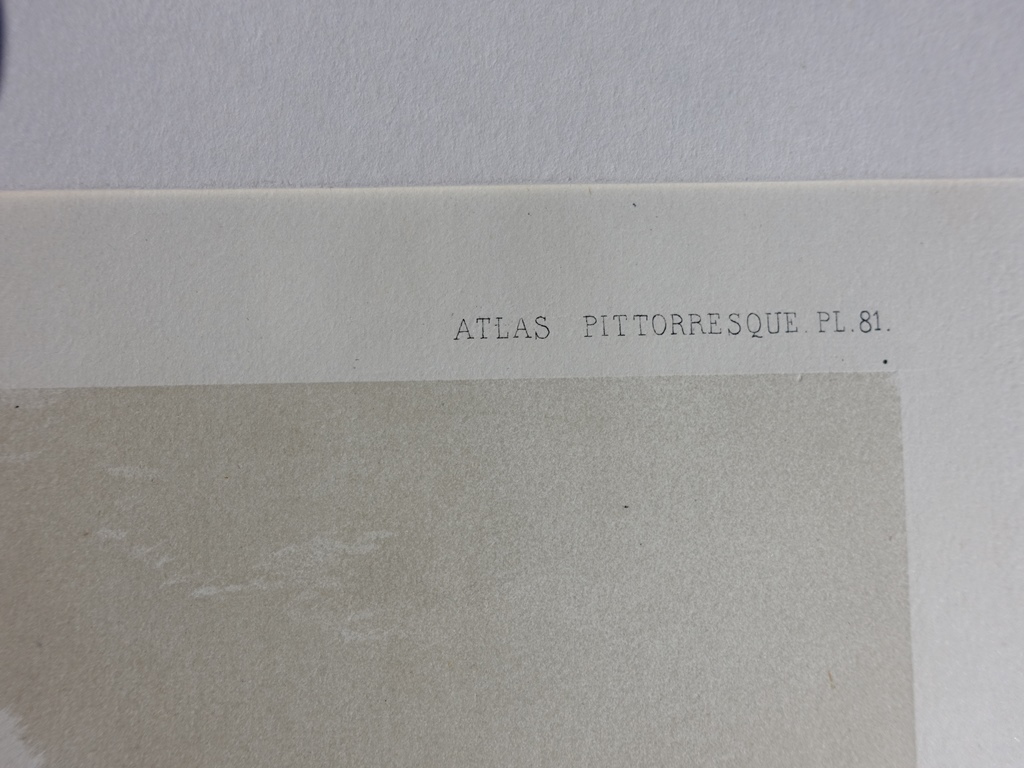 ATLAS PITTORRESQUE. PL.81.